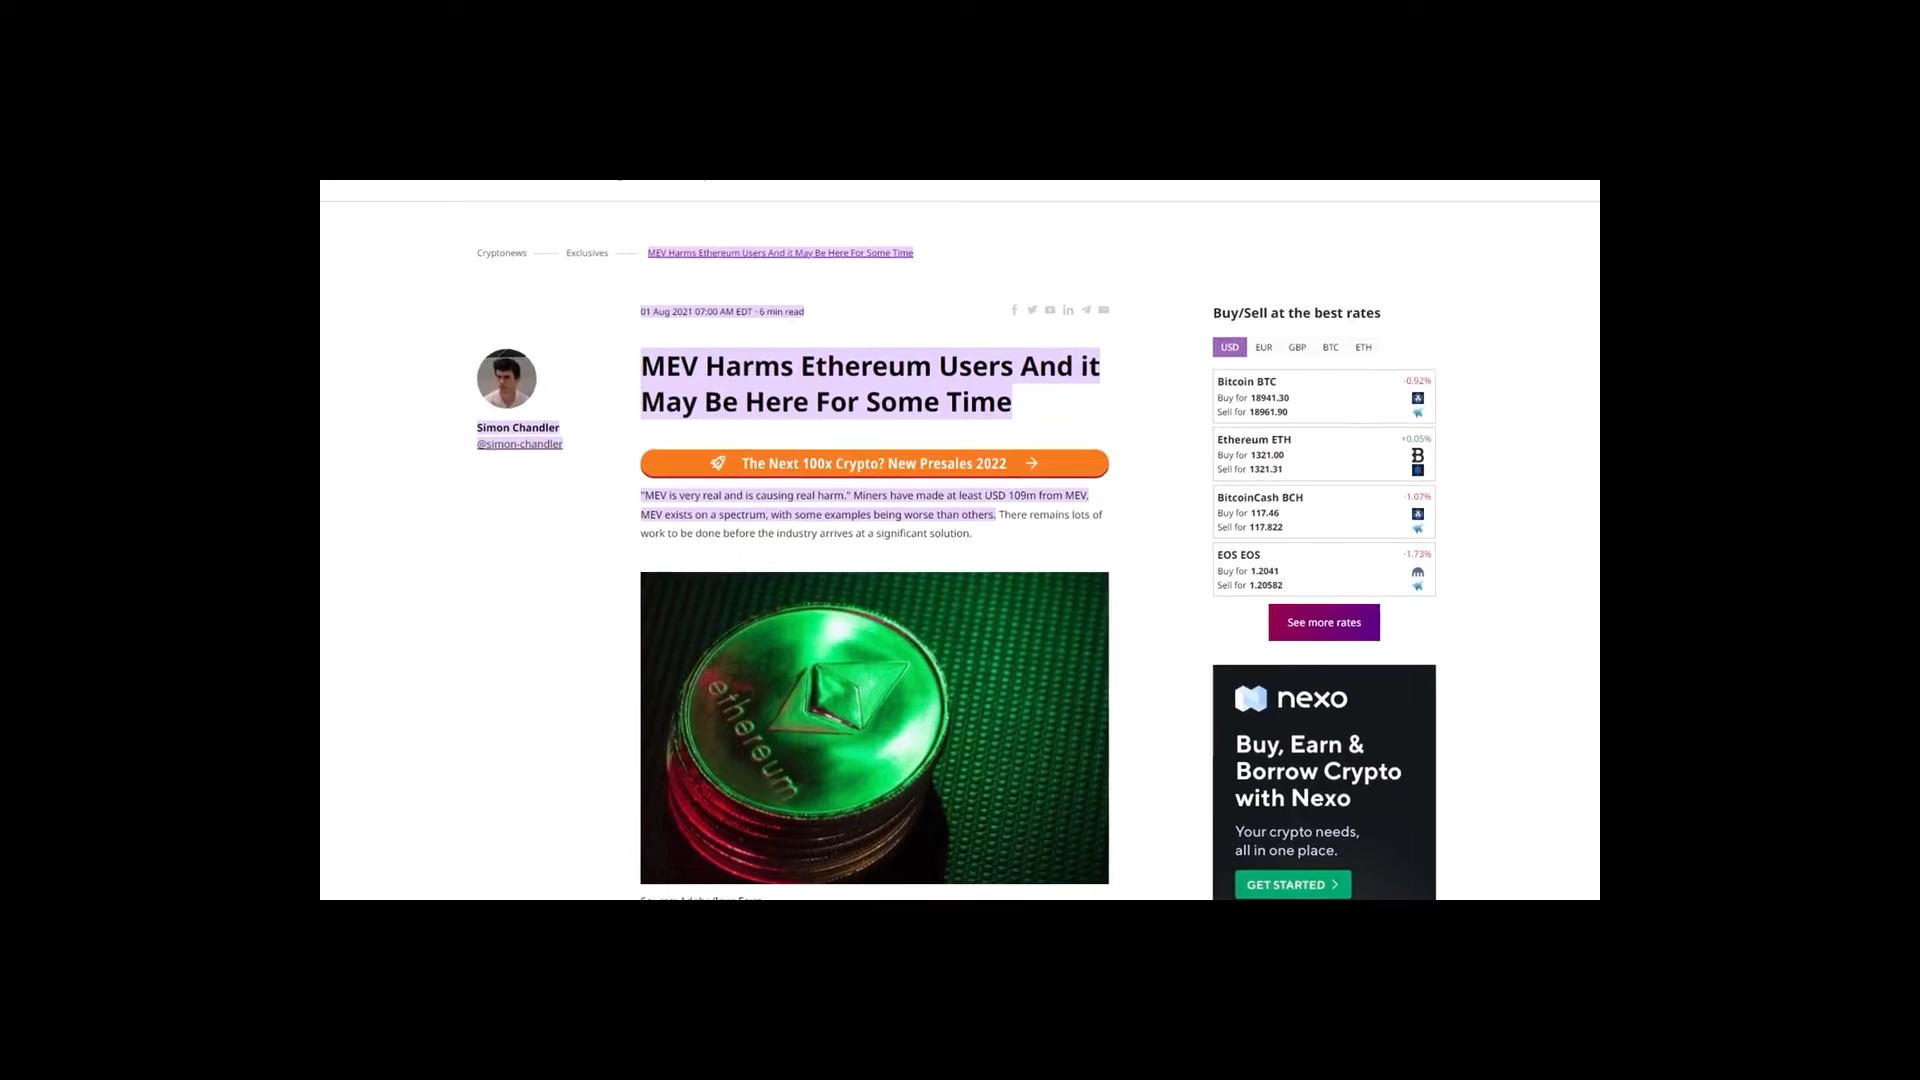 Cryptonews
Exclusives
MEV Harms Ethereum Users And it May Be Here For Some Time
01 Aug 2021 07:00 AM EDT · 6 min read
Simon Chandler
@simon-chandler
MEV Harms Ethereum Users And it
May Be Here For Some Time
The Next 100x Crypto? New Presales 2022
"MEV is very real and is causing real harm." Miners have made at least USD 109m from MEV.
MEV exists on a spectrum, with some examples being worse than others. There remains lots of
work to be done before the industry arrives at a significant solution.
ethereum
Buy/Sell at the best rates
USD EUR GBP BTC ETH
Bitcoin BTC -0.92%
Buy for 18941.30
Sell for 18961.90
Ethereum ETH +0.05%
Buy for 1321.00
Sell for 1321.31
BitcoinCash BCH -1.07%
Buy for 117.46
Sell for 117.822
EOS EOS -1.73%
Buy for 1.2041
Sell for 1.20582
See more rates
nexo
Buy, Earn &
Borrow Crypto
with Nexo
Your crypto needs,
all in one place.
GET STARTED